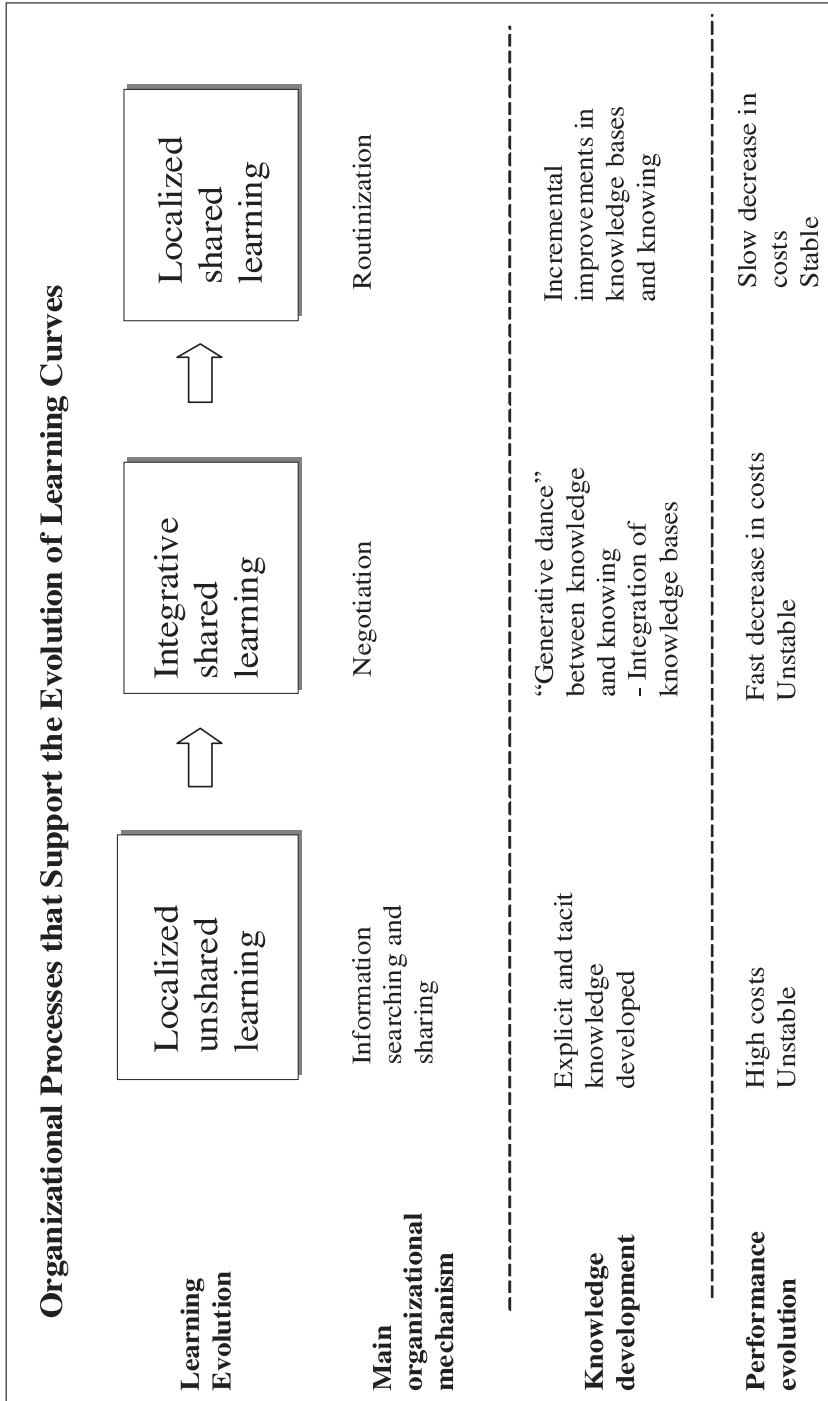 Organizational Processes that Support the Evolution of Learning Curves
Learning
Evolution
Localized
unshared
learning
Integrative
shared
learning
Localized
shared
learning
Main
organizational
mechanism
Information
searching and
sharing
Negotiation
Routinization
Knowledge
development
Explicit and tacit
knowledge
developed
“Generative dance”
between knowledge
and knowing
- Integration of
knowledge bases
Incremental
improvements in
knowledge bases
and knowing
Performance
evolution
High costs
Unstable
Fast decrease in costs
Unstable
Slow decrease in
costs
Stable